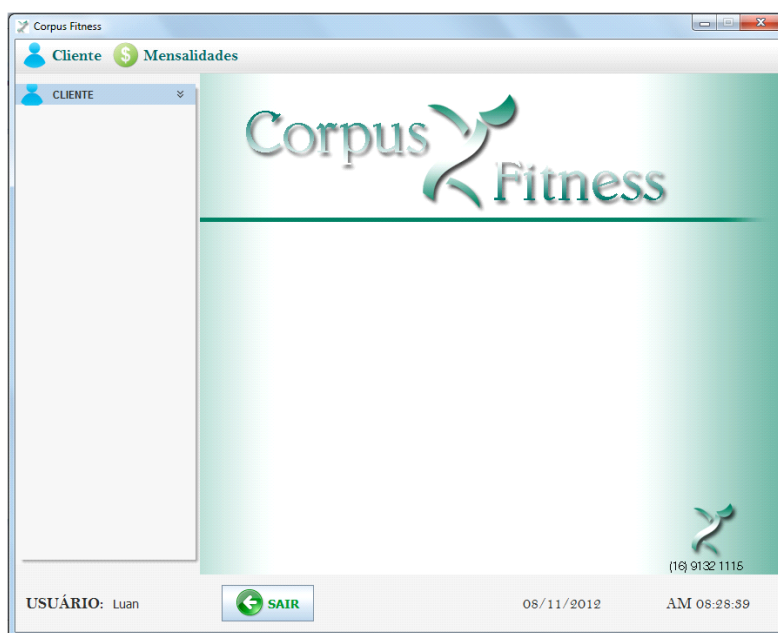 Corpus Fitness
Cliente $ Mensalidades
CLIENTE
Corpus
Fitness
(16) 9132 1115
USUÁRIO: Luan SAIR 08/11/2012 AM 08:28:39